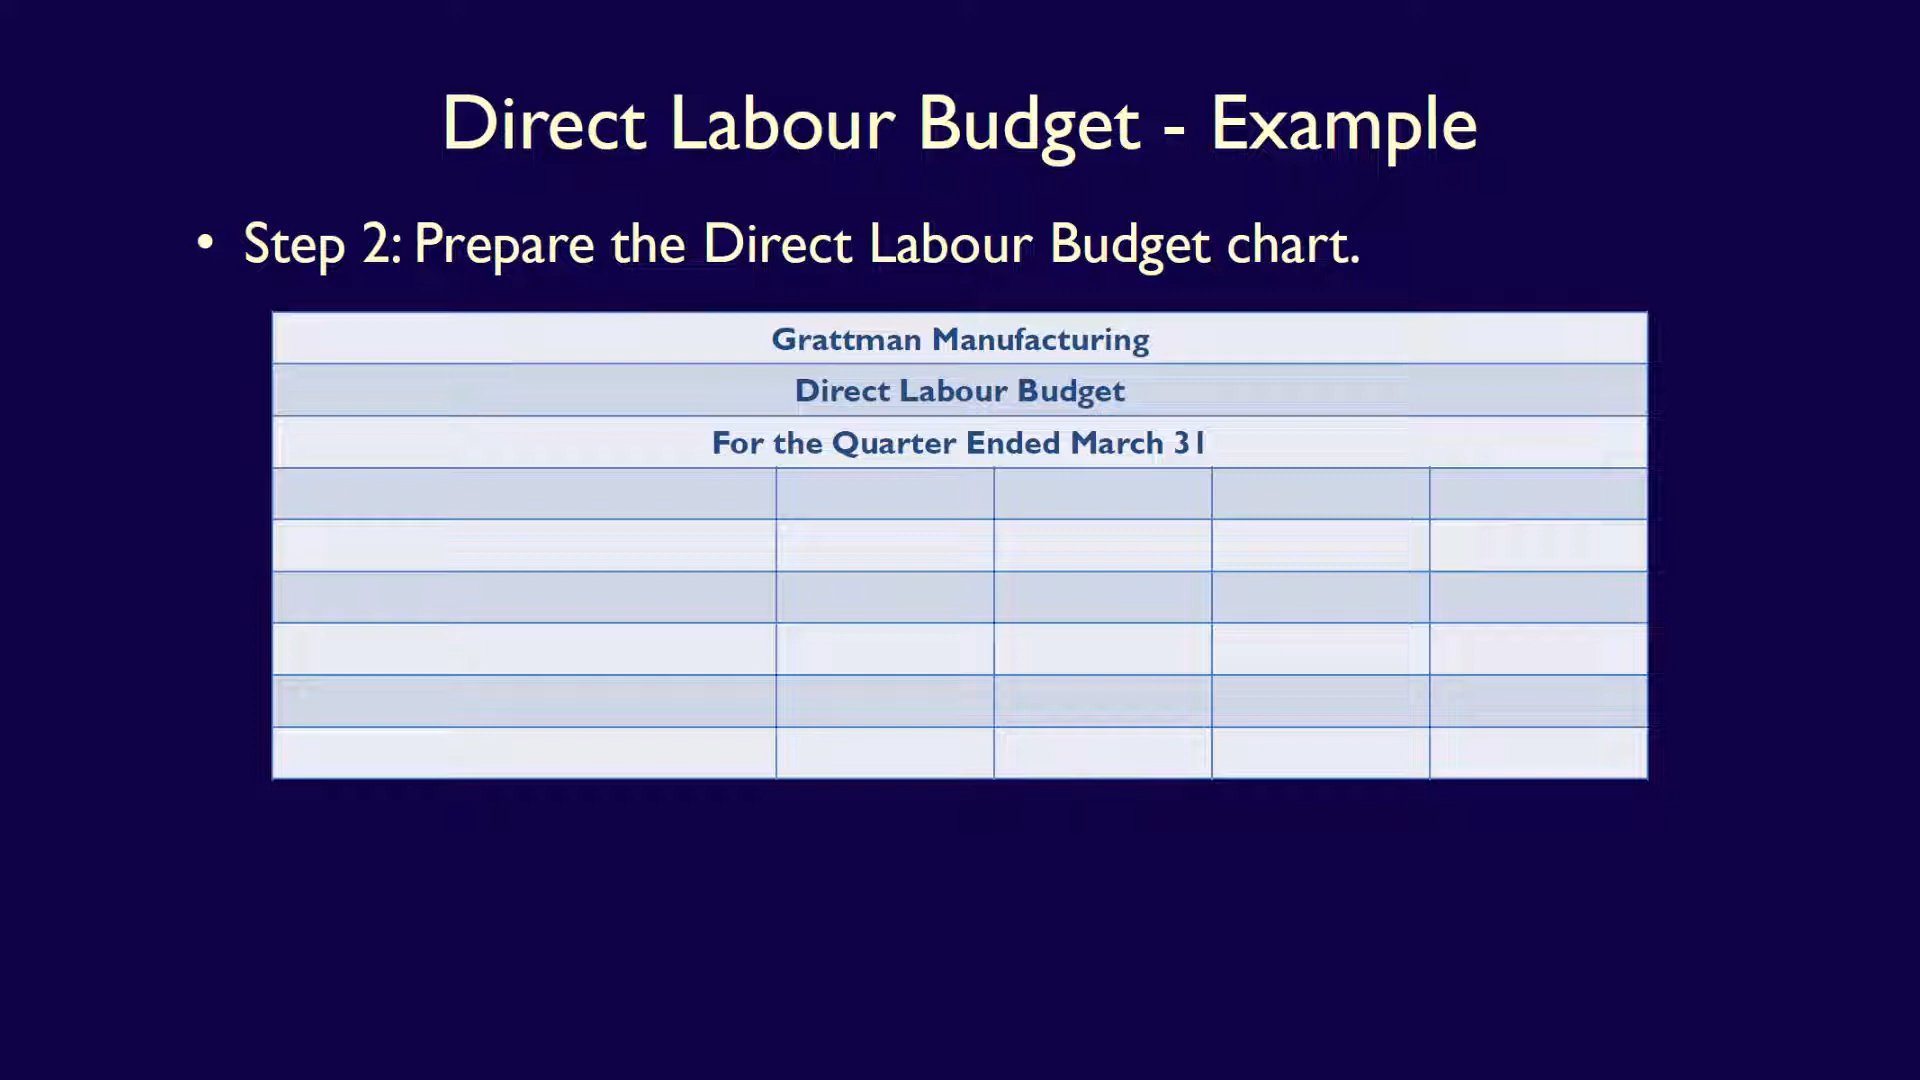 Direct Labour Budget - Example
• Step 2: Prepare the Direct Labour Budget chart.
Grattman Manufacturing
Direct Labour Budget
For the Quarter Ended March 31